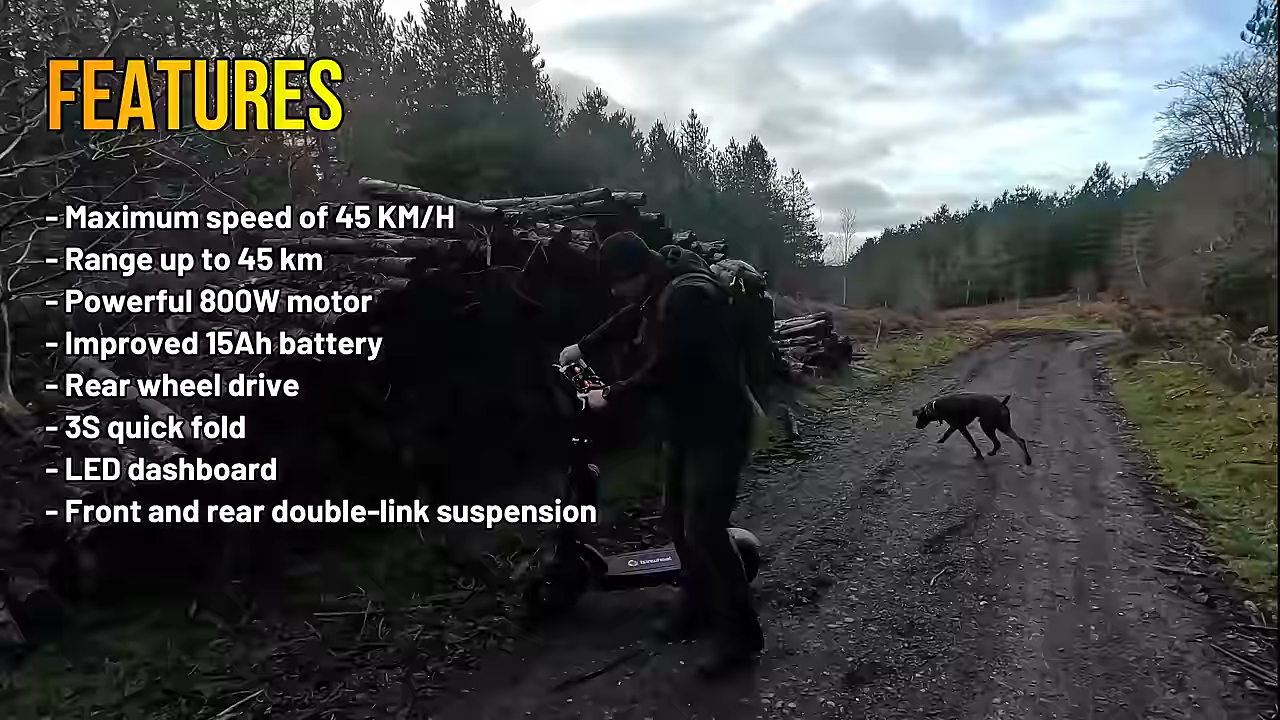 FEATURES
- Maximum speed of 45 KM/H
- Range up to 45 km
- Powerful 800W motor
- Improved 15Ah battery
- Rear wheel drive
- 3S quick fold
- LED dashboard
- Front and rear double-link suspension
isinwheel